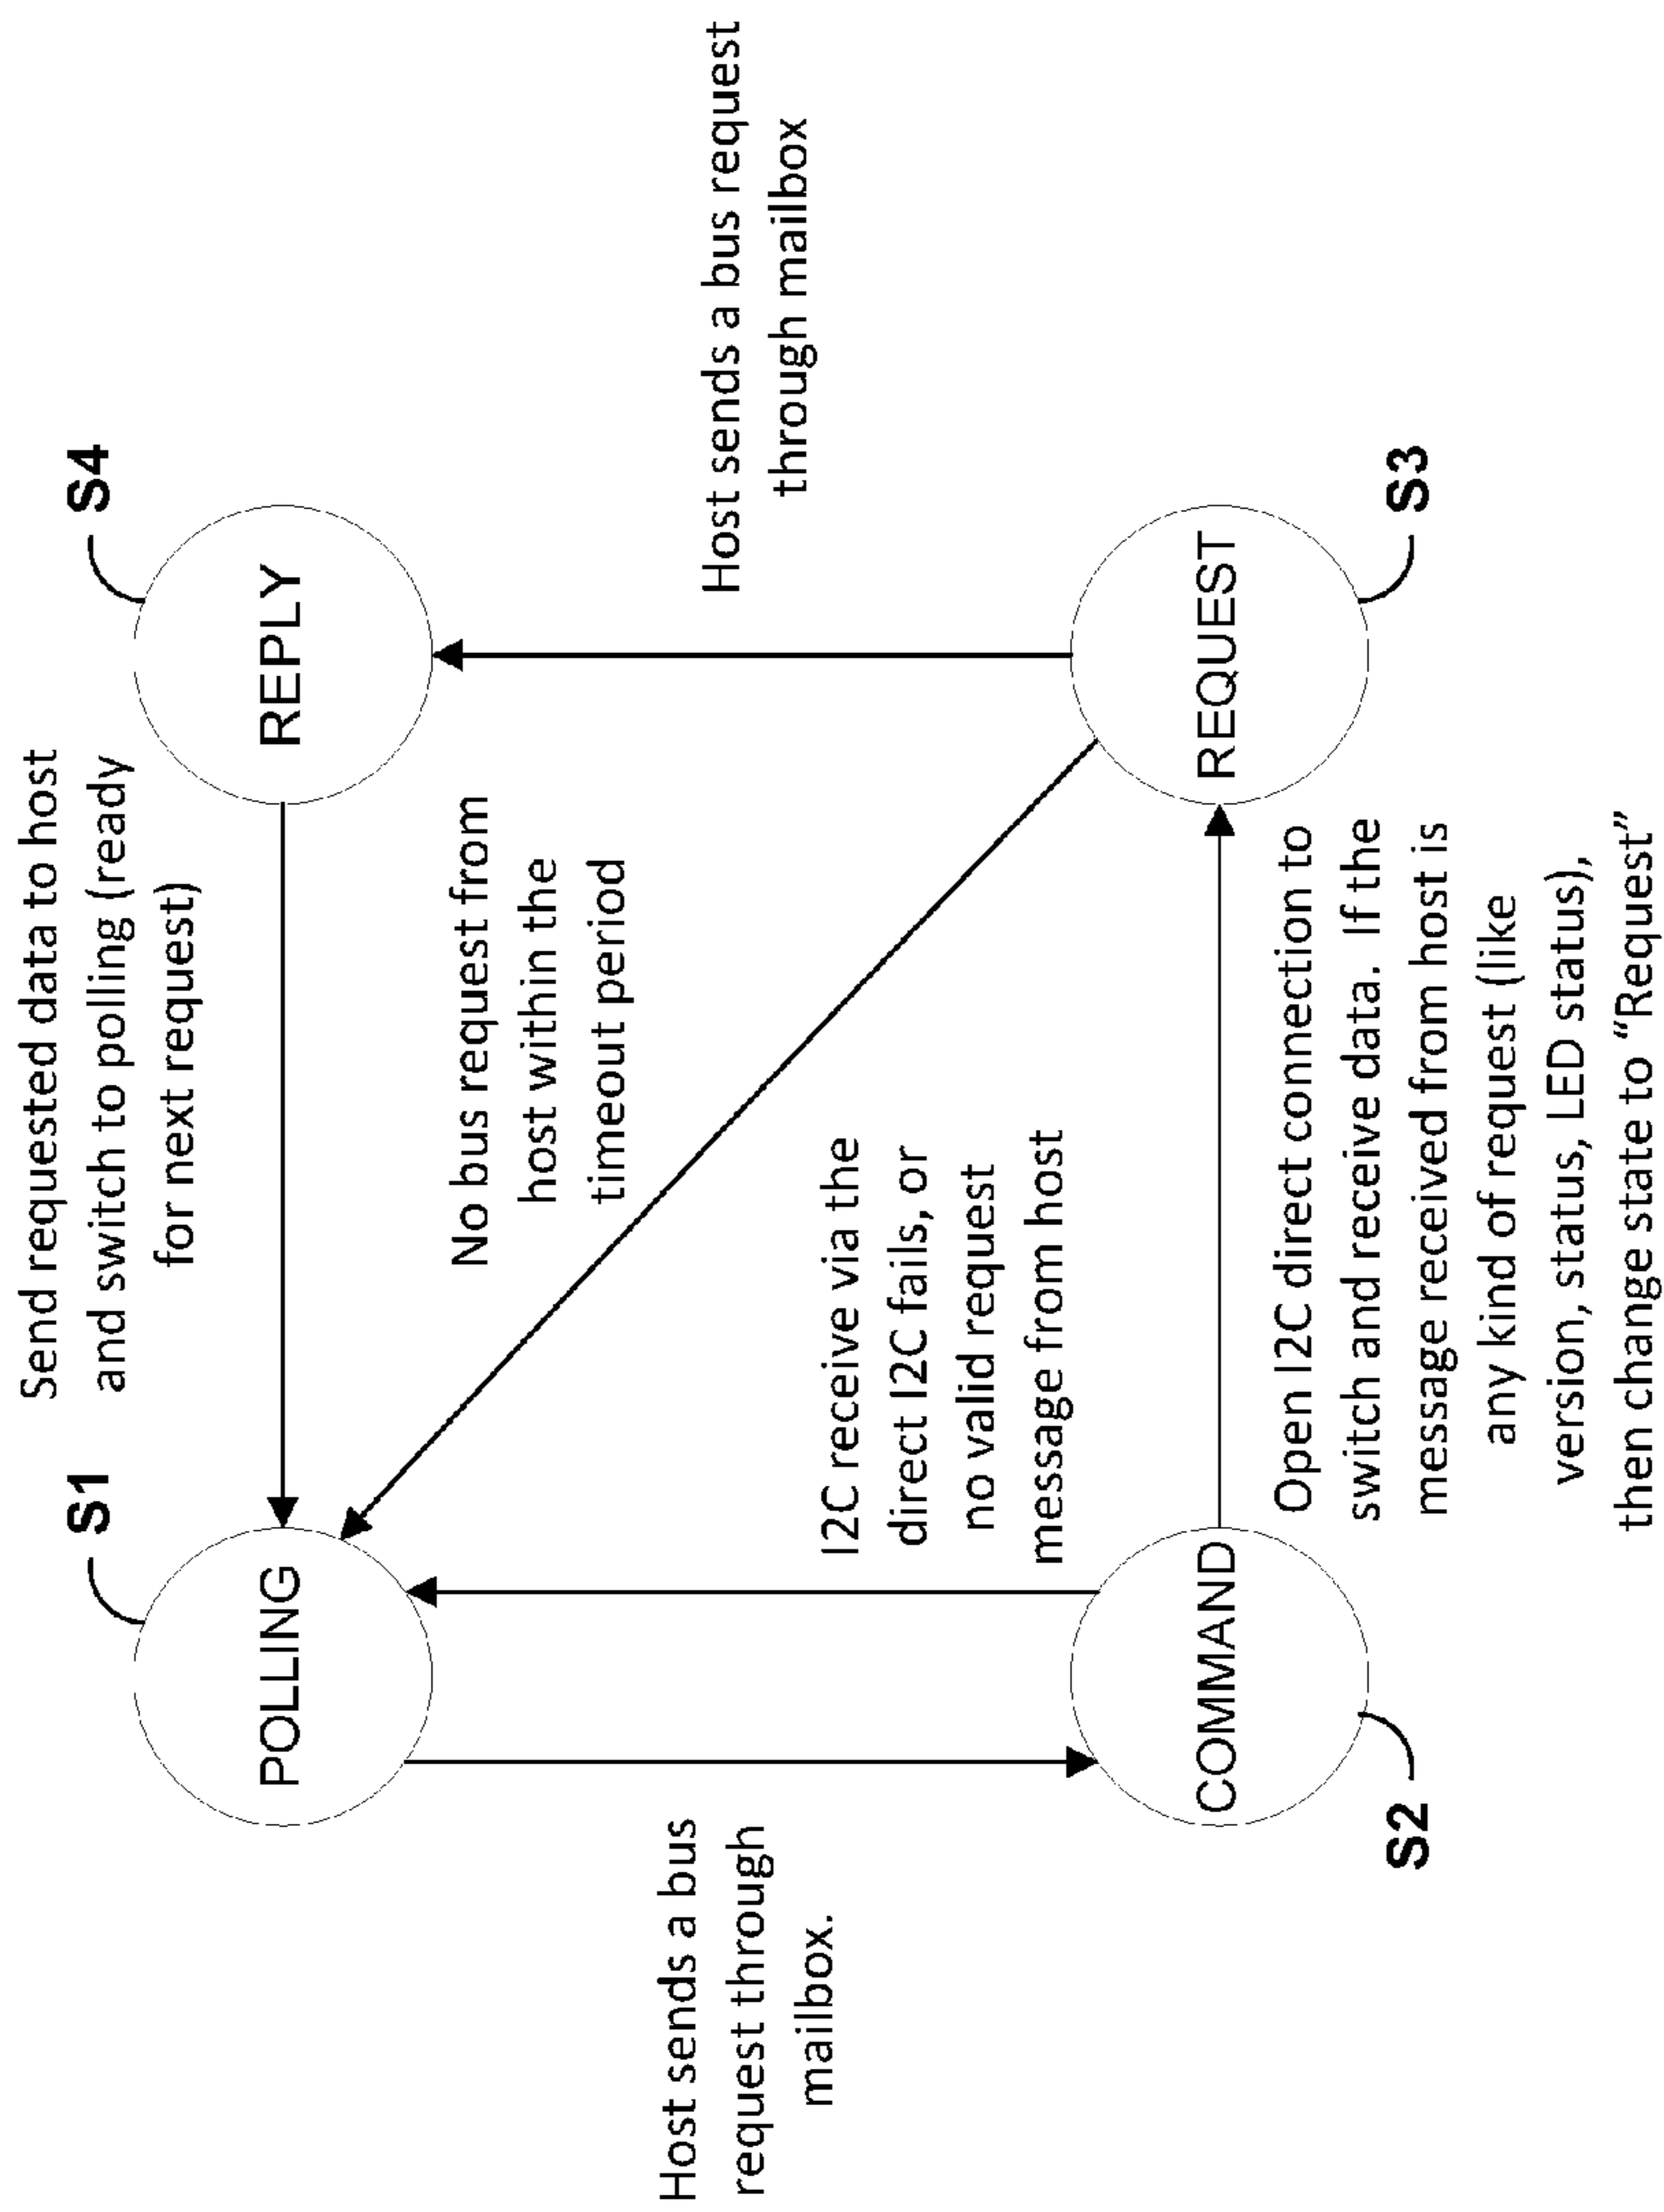 S1
POLLING
Send requested data to host
and switch to polling (ready
for next request)
S4
REPLY
No bus request from
host within the
timeout period
Host sends a bus
request through
mailbox.
I2C receive via the
direct I2C fails, or
no valid request
message from host
Host sends a bus request
through mailbox
COMMAND
S2
REQUEST
S3
Open I2C direct connection to
switch and receive data. If the
message received from host is
any kind of request (like
version, status, LED status),
then change state to “Request”